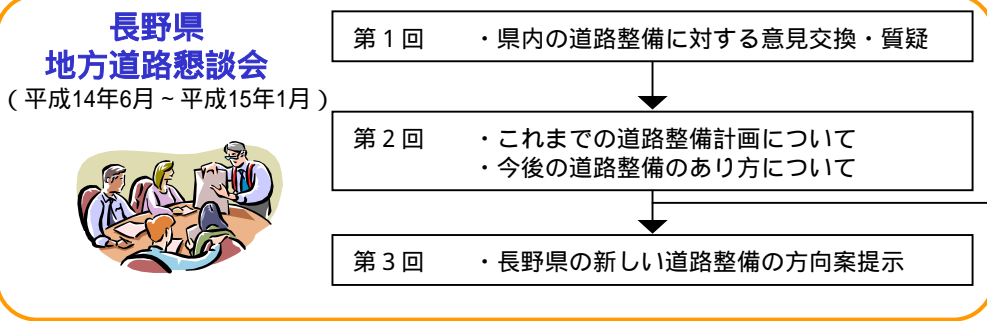 長野県
地方道路懇談会
(平成14年6月~平成15年1月)
第1回 ・県内の道路整備に対する意見交換・質疑
第2回 ・これまでの道路整備計画について
・今後の道路整備のあり方について
第3回 ・長野県の新しい道路整備の方向案提示